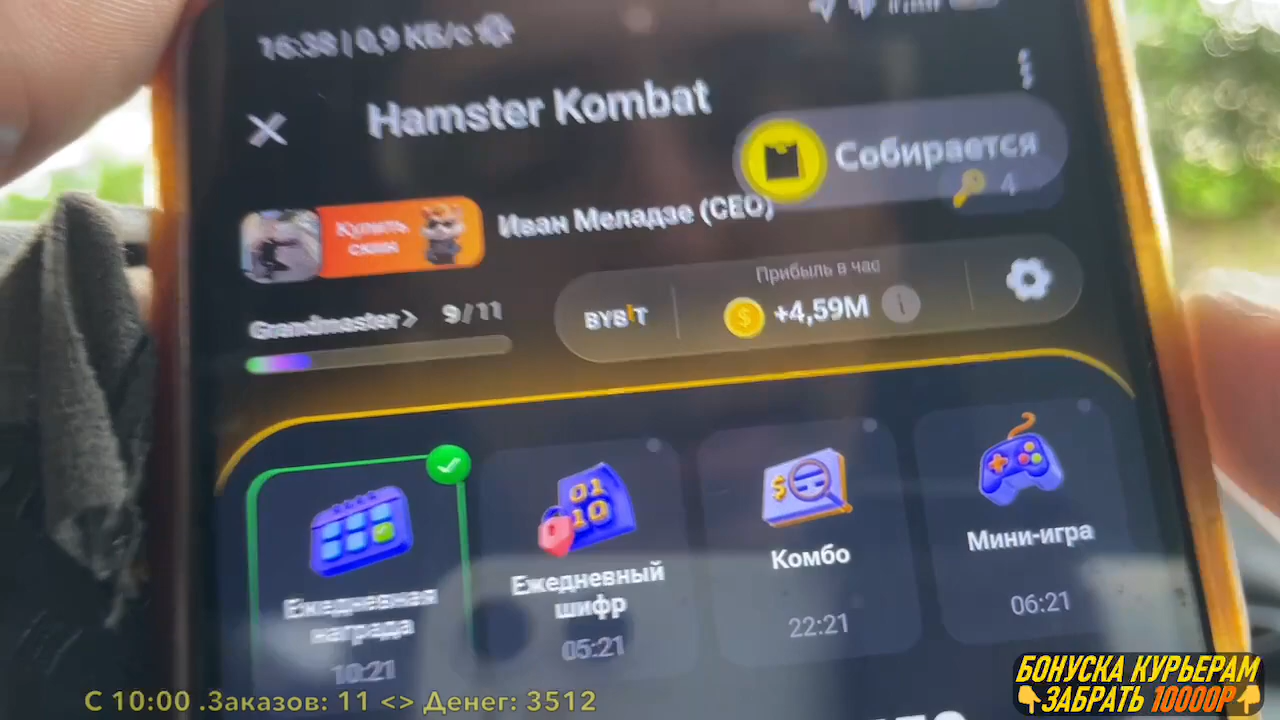 16:38 | 0,9 КБ/с
Hamster Kombat
Собирается
4
Купить
скин
Иван Меладзе (CEO)
Grandmaster > 9/11
BYBIT
Прибыль в час
+4,59M
Ежедневная
награда
10:21
Ежедневный
шифр
05:21
Комбо
22:21
Мини-игра
06:21
С 10:00 .Заказов: 11 <> Денег: 3512
БОНУСКА КУРЬЕРАМ
ЗАБРАТЬ 10000Р